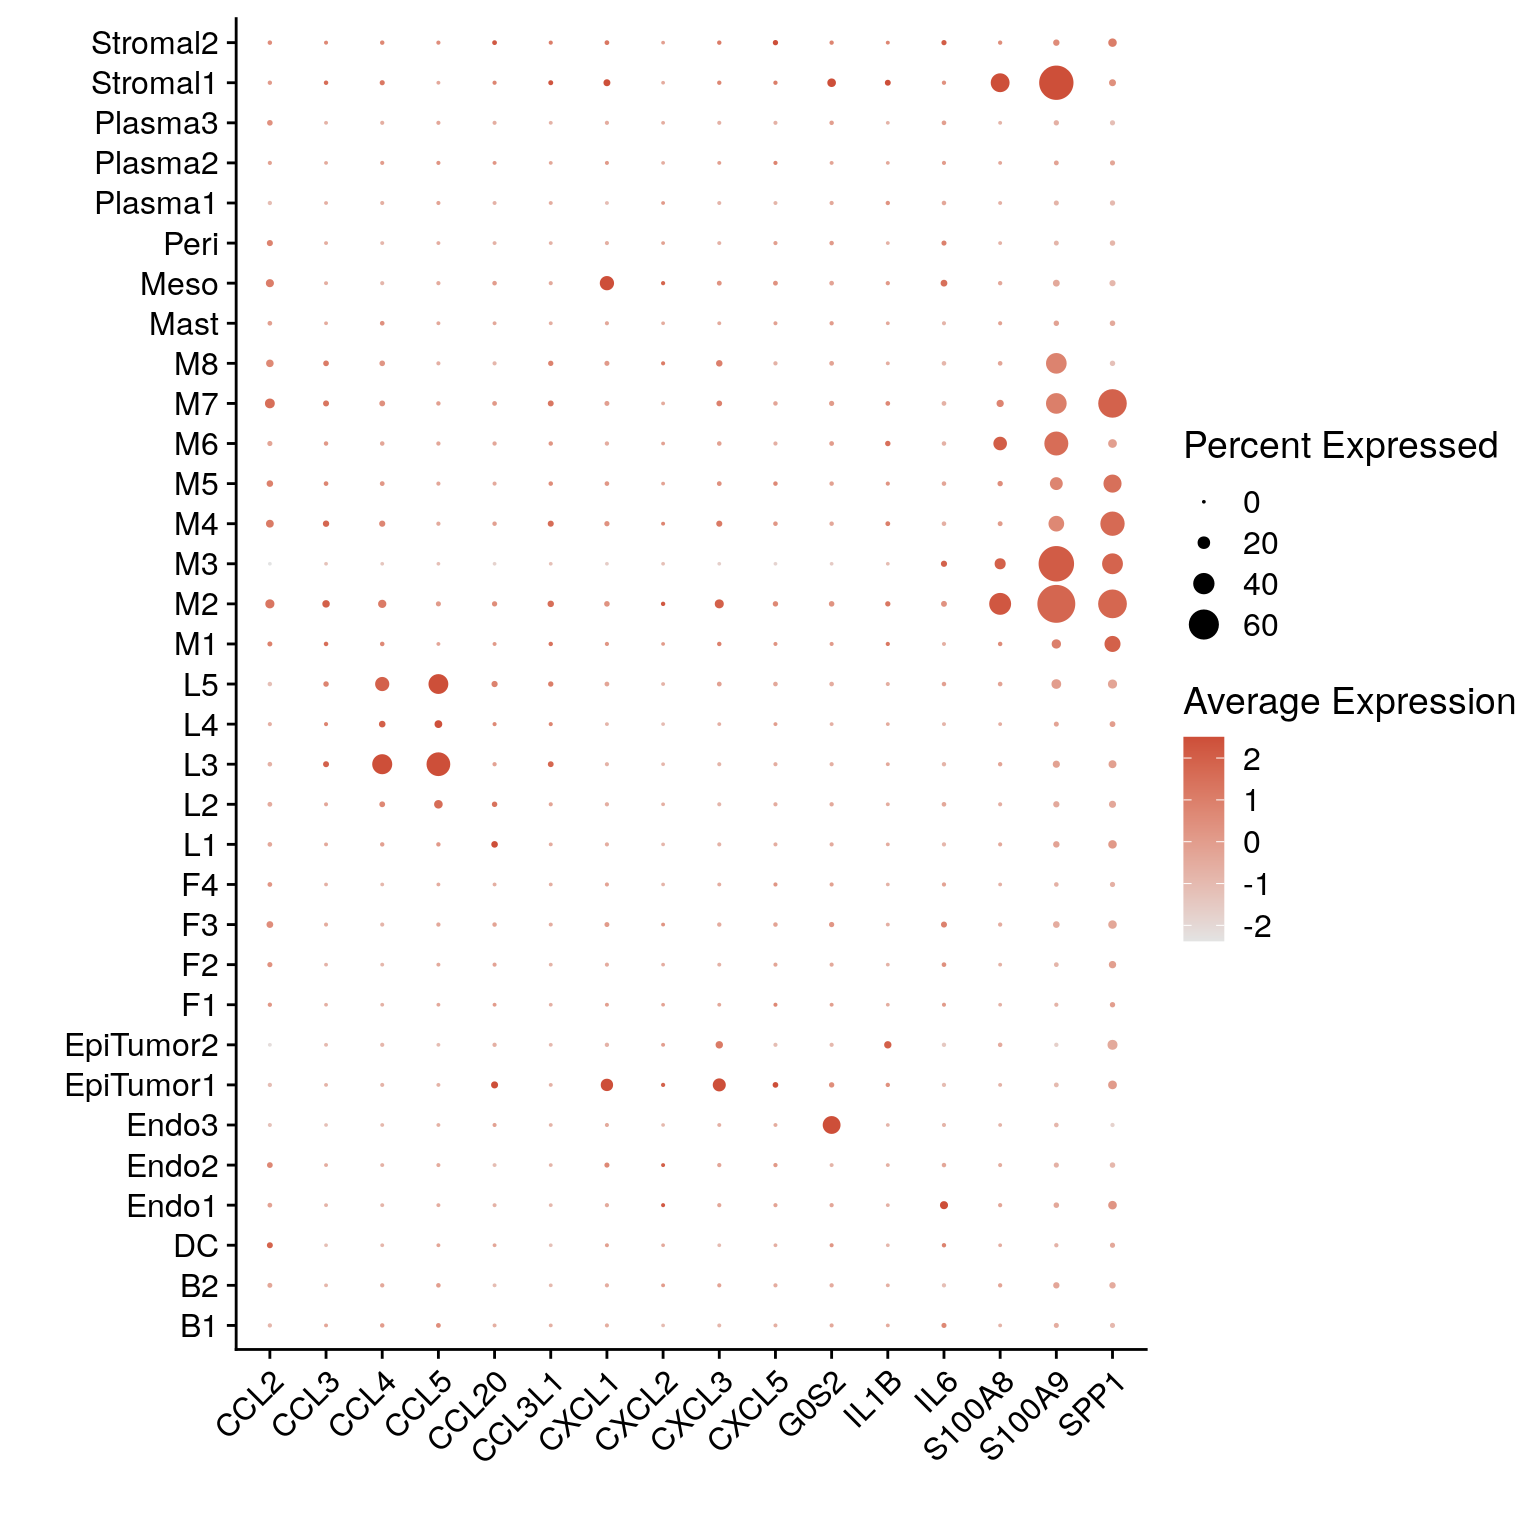 Stromal2
Stromal1
Plasma3
Plasma2
Plasma1
Peri
Meso
Mast
M8
M7
M6
M5
M4
M3
M2
M1
L5
L4
L3
L2
L1
F4
F3
F2
F1
EpiTumor2
EpiTumor1
Endo3
Endo2
Endo1
DC
B2
B1
CCL2
CCL3
CCL4
CCL5
CCL20
CCL3L1
CXCL1
CXCL2
CXCL3
CXCL5
G0S2
IL1B
IL6
S100A8
S100A9
SPP1
Percent Expressed
0
20
40
60
Average Expression
2
1
0
-1
-2